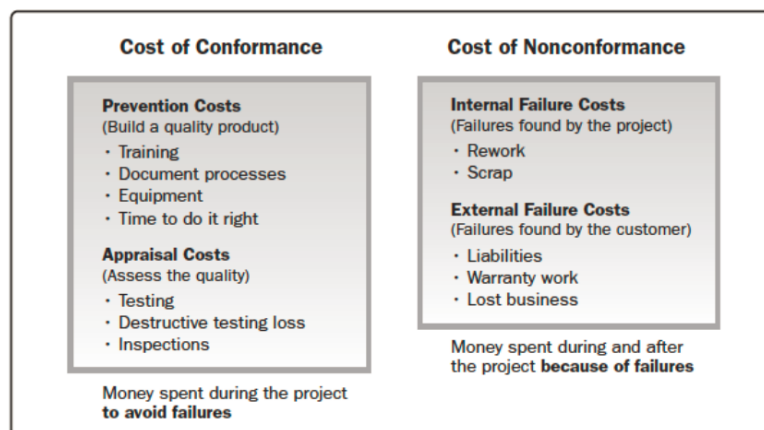 Cost of Conformance
Prevention Costs
(Build a quality product)
• Training
• Document processes
• Equipment
• Time to do it right
Appraisal Costs
(Assess the quality)
• Testing
• Destructive testing loss
• Inspections
Money spent during the project
to avoid failures
Cost of Nonconformance
Internal Failure Costs
(Failures found by the project)
• Rework
• Scrap
External Failure Costs
(Failures found by the customer)
• Liabilities
• Warranty work
• Lost business
Money spent during and after
the project because of failures